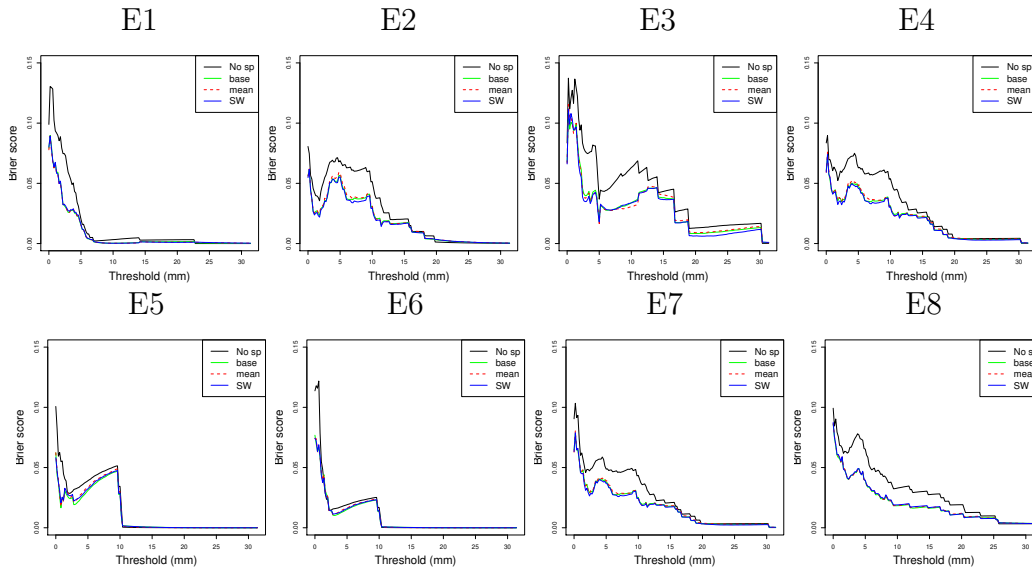 E1 E2 E3 E4
0.15 0.15 0.15 0.15
No sp No sp No sp No sp
base base base base
mean mean mean mean
SW SW SW SW
0.10 0.10 0.10 0.10
Brier score Brier score Brier score Brier score
0.05 0.05 0.05 0.05
0.00 0.00 0.00 0.00
0 5 10 15 20 25 30 0 5 10 15 20 25 30 0 5 10 15 20 25 30 0 5 10 15 20 25 30
Threshold (mm) Threshold (mm) Threshold (mm) Threshold (mm)
E5 E6 E7 E8
0.15 0.15 0.15 0.15
No sp No sp No sp No sp
base base base base
mean mean mean mean
SW SW SW SW
0.10 0.10 0.10 0.10
Brier score Brier score Brier score Brier score
0.05 0.05 0.05 0.05
0.00 0.00 0.00 0.00
0 5 10 15 20 25 30 0 5 10 15 20 25 30 0 5 10 15 20 25 30 0 5 10 15 20 25 30
Threshold (mm) Threshold (mm) Threshold (mm) Threshold (mm)